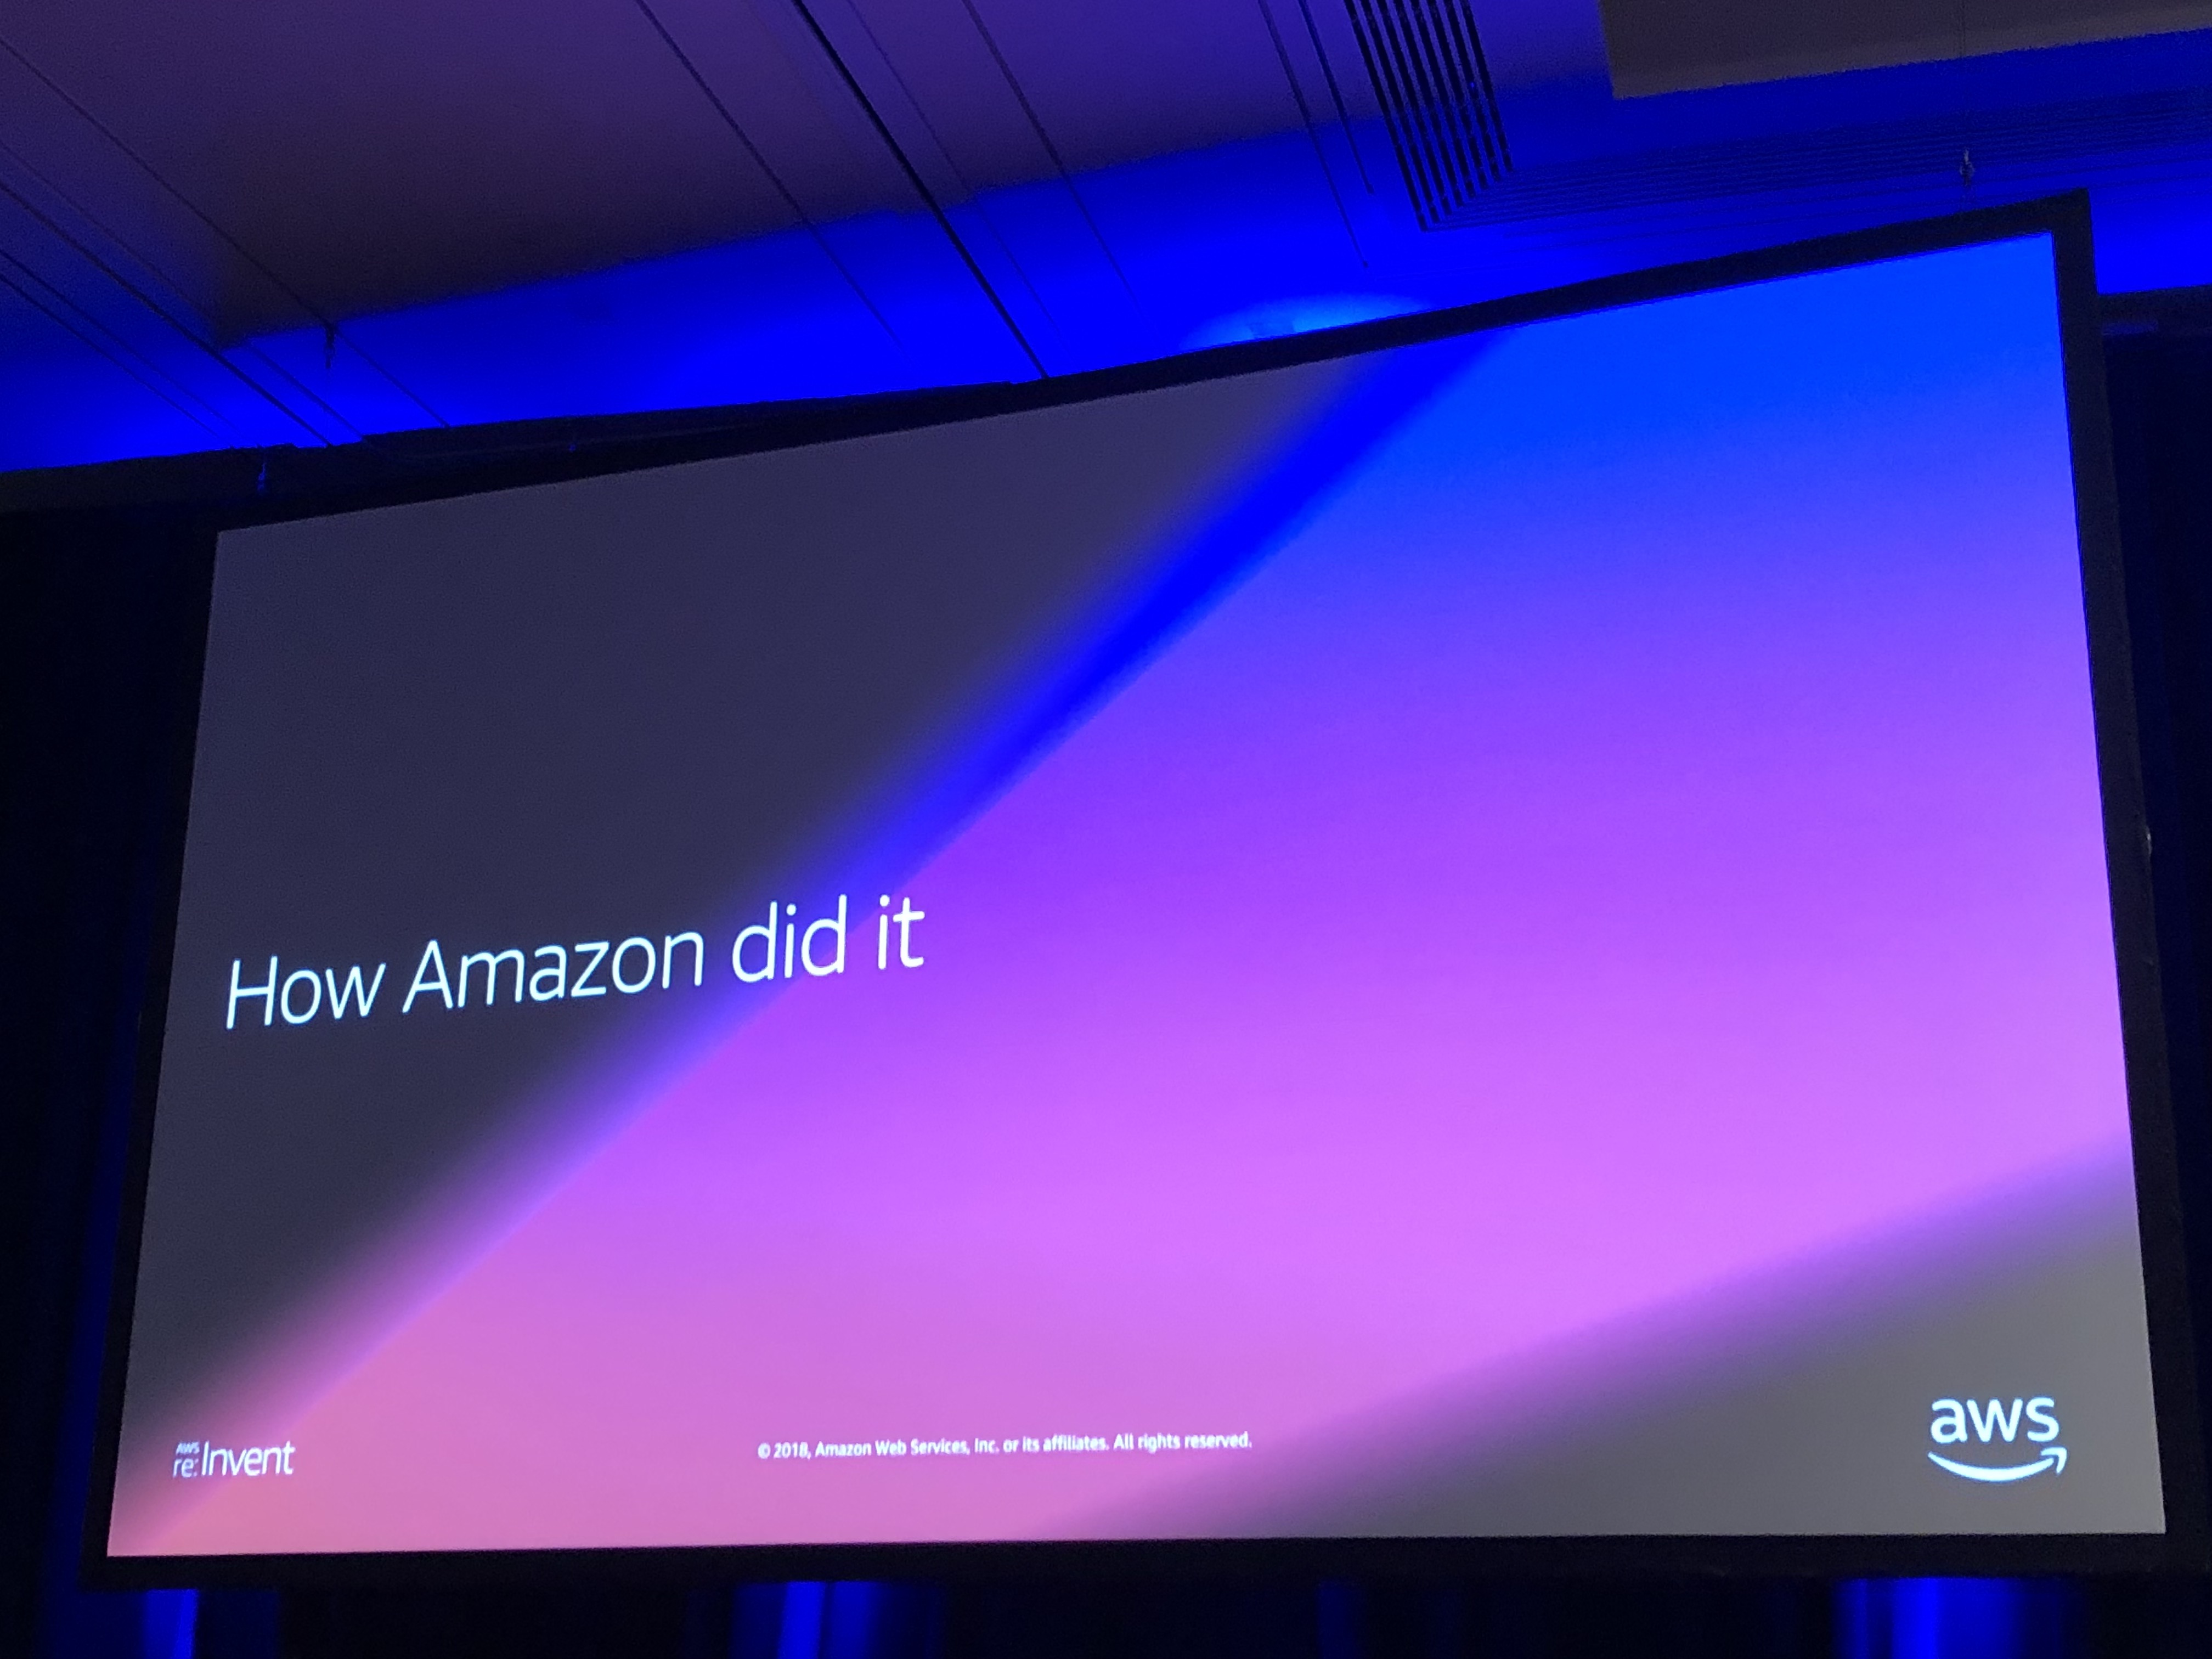 How Amazon did it
AWS
re:Invent
© 2018, Amazon Web Services, Inc. or its affiliates. All rights reserved.
aws